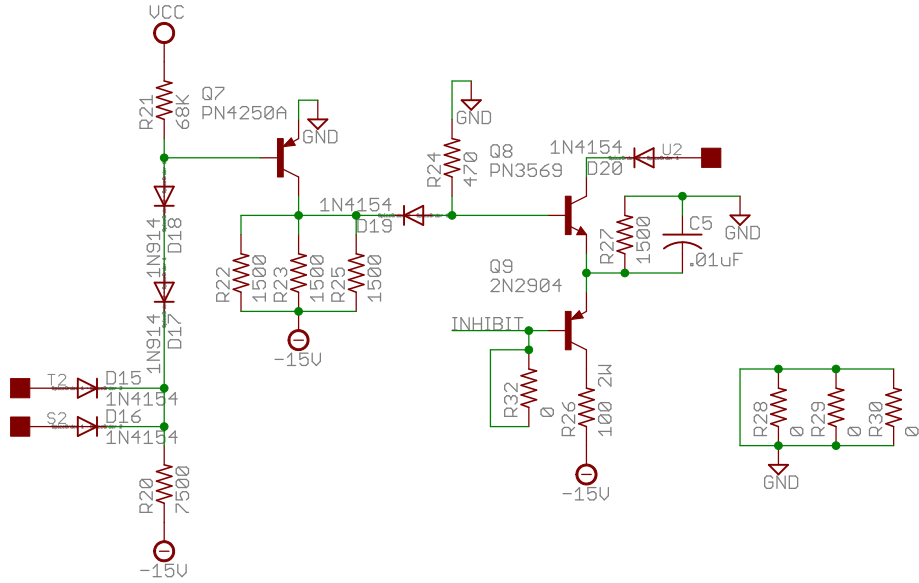 VCC
R21
68K
Q7
PN4250A
GND
GND
R24
470
Q8
PN3569
1N4154
D20
U2
1N914
D18
1N4154
D19
R22
1500
R23
1500
R25
1500
R27
1500
C5
.01uF
GND
Q9
2N2904
1N914
D17
-15V
INHIBIT
T2
D15
1N4154
S2
D16
1N4154
R32
0
R26
100 2W
R28
0
R29
0
R30
0
GND
R20
7500
-15V
-15V